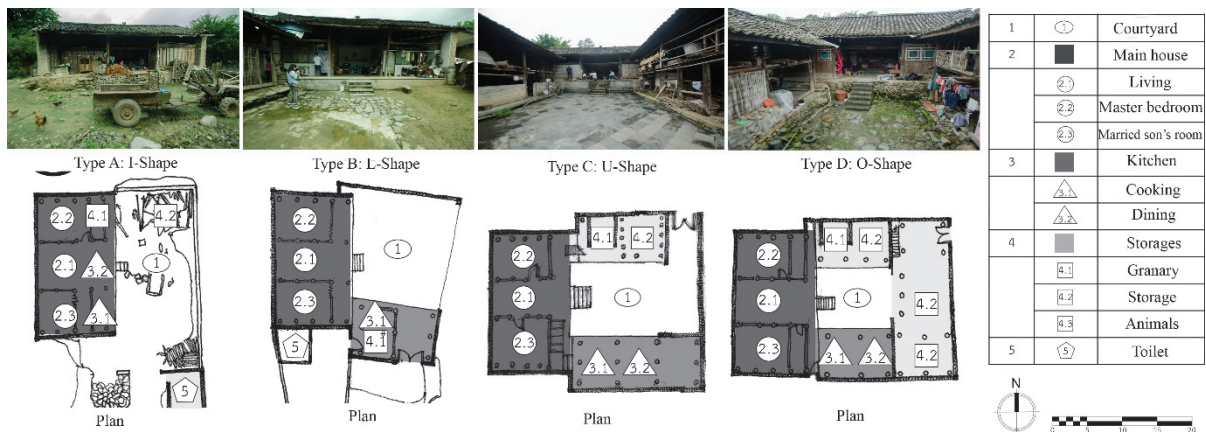 Type A: I-Shape
Type B: L-Shape
Type C: U-Shape
Type D: O-Shape
2.2
4.1
4.2
2.1
3.2
1
2.3
3.1
5
Plan
2.2
1
2.1
2.3
3.1
4.1
5
Plan
4.1
4.2
2.2
2.1
1
2.3
3.1
3.2
Plan
4.1
4.2
2.2
2.1
1
4.2
2.3
3.1
3.2
4.2
Plan
1 1 Courtyard
2 Main house
2.1 Living
2.2 Master bedroom
2.3 Married son's room
3 Kitchen
3.1 Cooking
3.2 Dining
4 Storages
4.1 Granary
4.2 Storage
4.3 Animals
5 5 Toilet
N
0 5 10 15 20